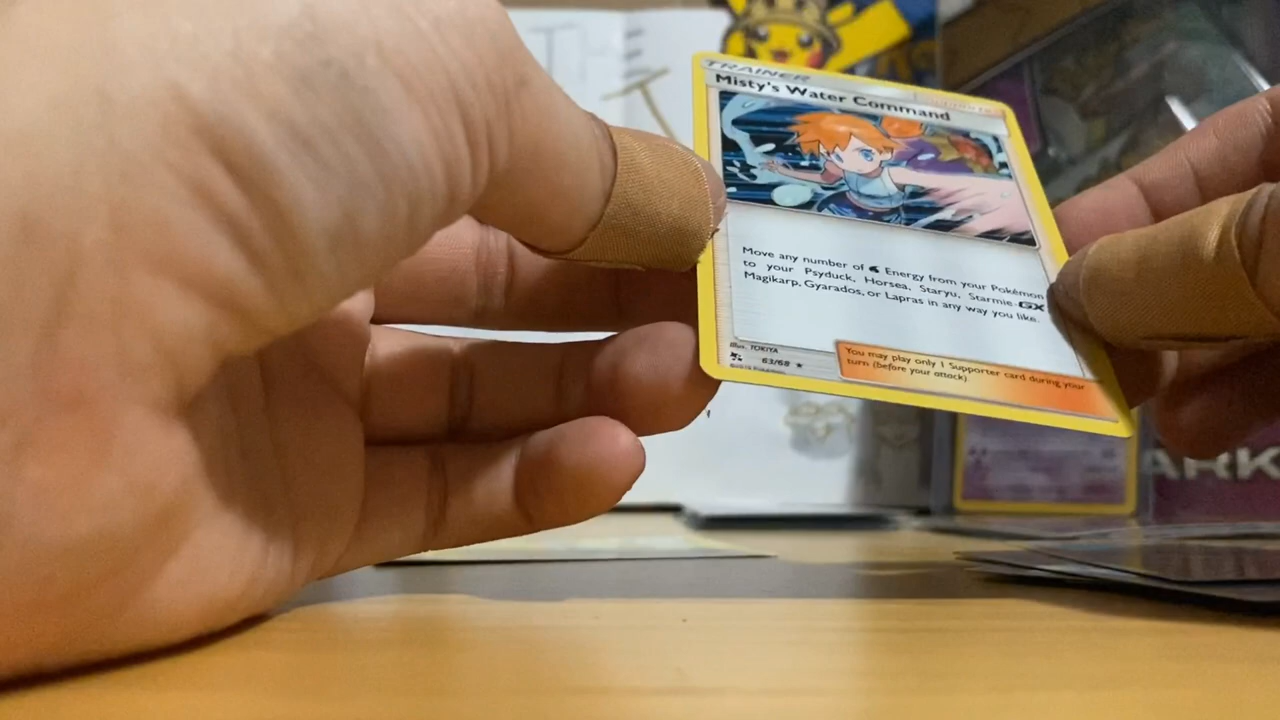 TRAINER
Misty's Water Command
Move any number of Energy from your Pokémon
to your Psyduck, Horsea, Staryu, Starmie-GX
Magikarp, Gyarados, or Lapras in any way you like.
Illus. TOKIYA
63/68
You may play only 1 Supporter card during your
turn (before your attack).
ARK